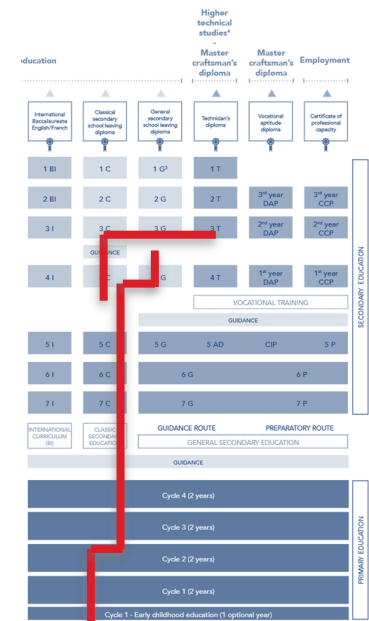 Higher
technical
studies⁴
-
Master
craftsman's
diploma
Master
craftsman's
diploma
Employment
International
Baccalaureate
English/French
Classical
secondary
school leaving
diploma
General
secondary
school leaving
diploma
Technician's
diploma
Vocational
aptitude
diploma
Certificate of
professional
capacity
1 BI
1 C
1 G³
1 T
2 BI
2 C
2 G
2 T
3rd year
DAP
3rd year
CCP
3 I
3 C
3 G
3 T
2nd year
DAP
2nd year
CCP
GUIDANCE
4 I
4 T
1st year
DAP
1st year
CCP
VOCATIONAL TRAINING
GUIDANCE
5 I
5 C
5 G
5 AD
CIP
5 P
6 I
6 C
6 G
6 P
7 I
7 C
7 G
7 P
SECONDARY EDUCATION
INTERNATIONAL
CURRICULUM
(BI)
GUIDANCE ROUTE
PREPARATORY ROUTE
GENERAL SECONDARY EDUCATION
GUIDANCE
Cycle 4 (2 years)
Cycle 3 (2 years)
Cycle 2 (2 years)
Cycle 1 (2 years)
Cycle 1 - Early childhood education (1 optional year)
PRIMARY EDUCATION